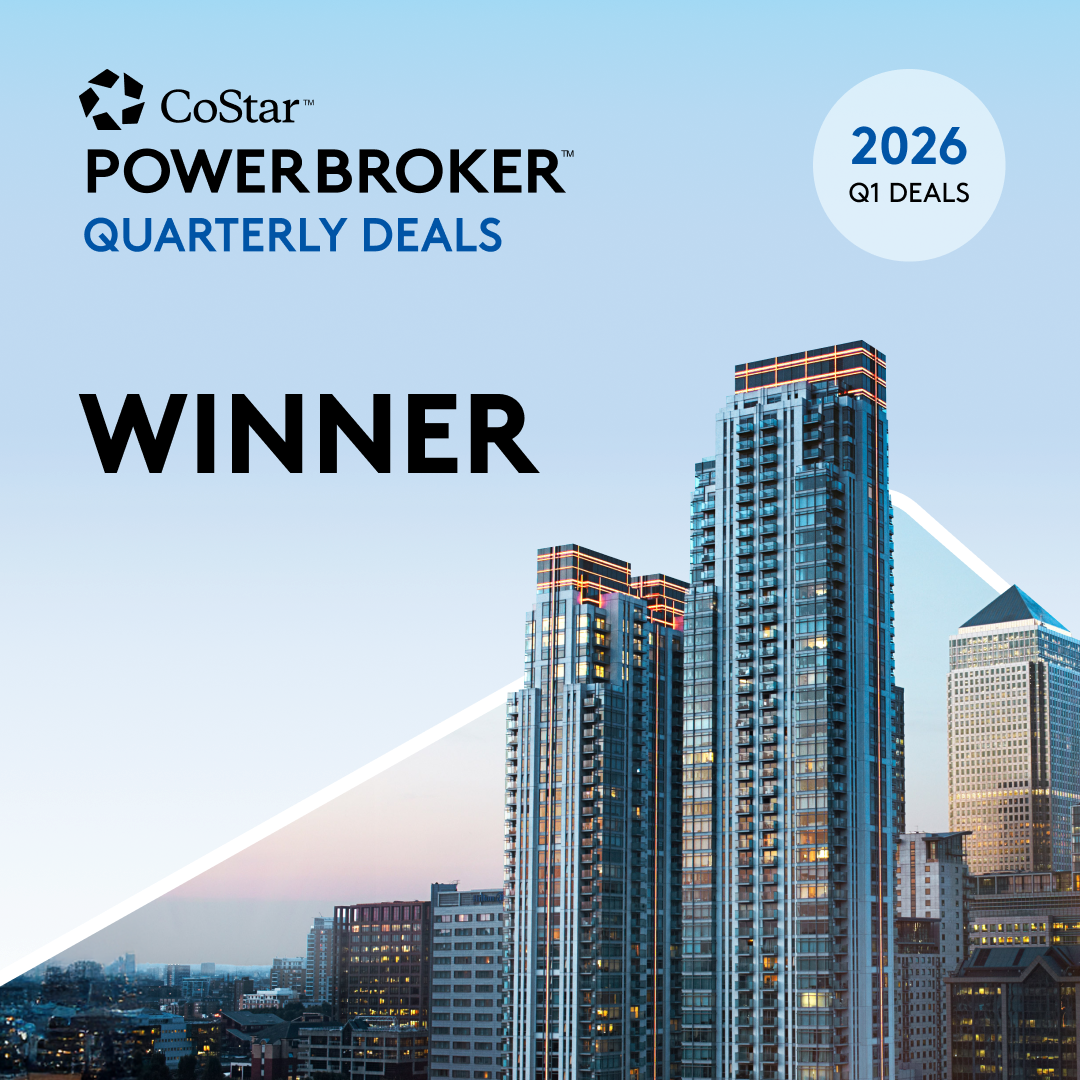 CoStar™
POWERBROKER™
QUARTERLY DEALS
2026
Q1 DEALS
WINNER